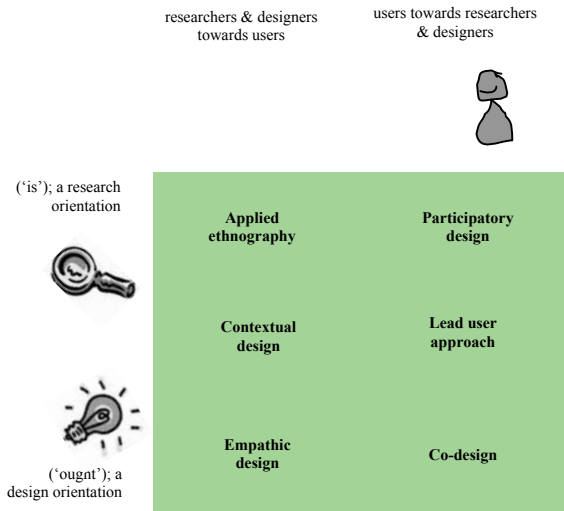 researchers & designers
towards users
users towards researchers
& designers
('is'); a research
orientation
Applied
ethnography
Participatory
design
Contextual
design
Lead user
approach
Empathic
design
Co-design
('ought'); a
design orientation